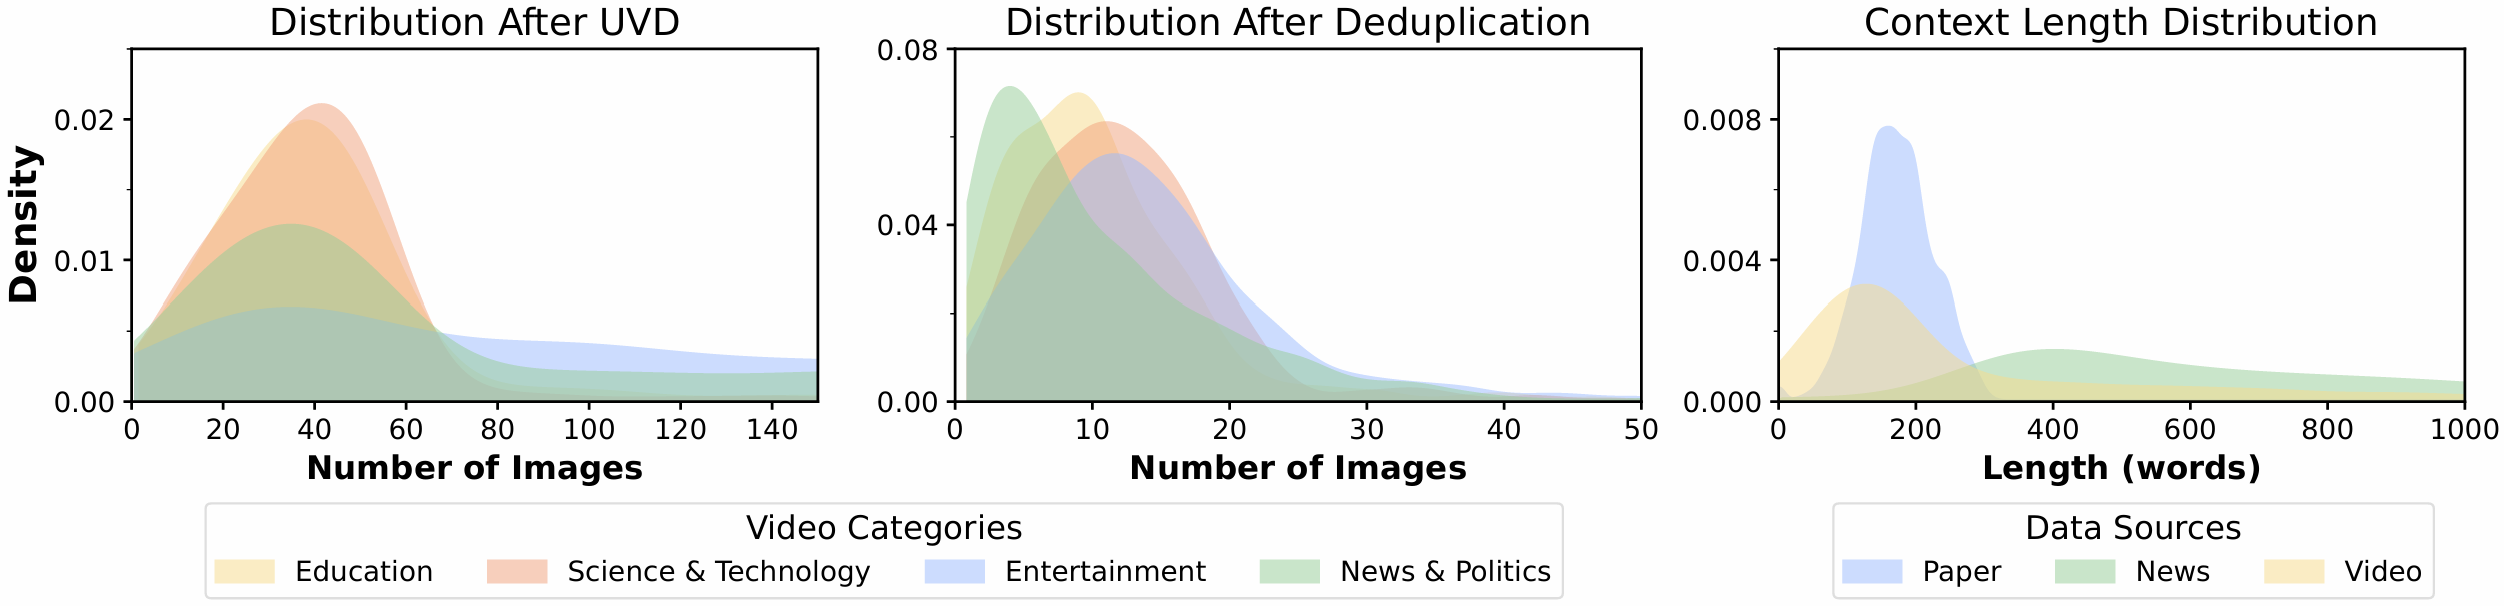 Distribution After UVD
Distribution After Deduplication
Context Length Distribution
Density
0.02
0.01
0.00
0 20 40 60 80 100 120 140
Number of Images
0.08
0.04
0.00
0 10 20 30 40 50
Number of Images
0.008
0.004
0.000
0 200 400 600 800 1000
Length (words)
Video Categories
Education Science & Technology Entertainment News & Politics
Data Sources
Paper News Video